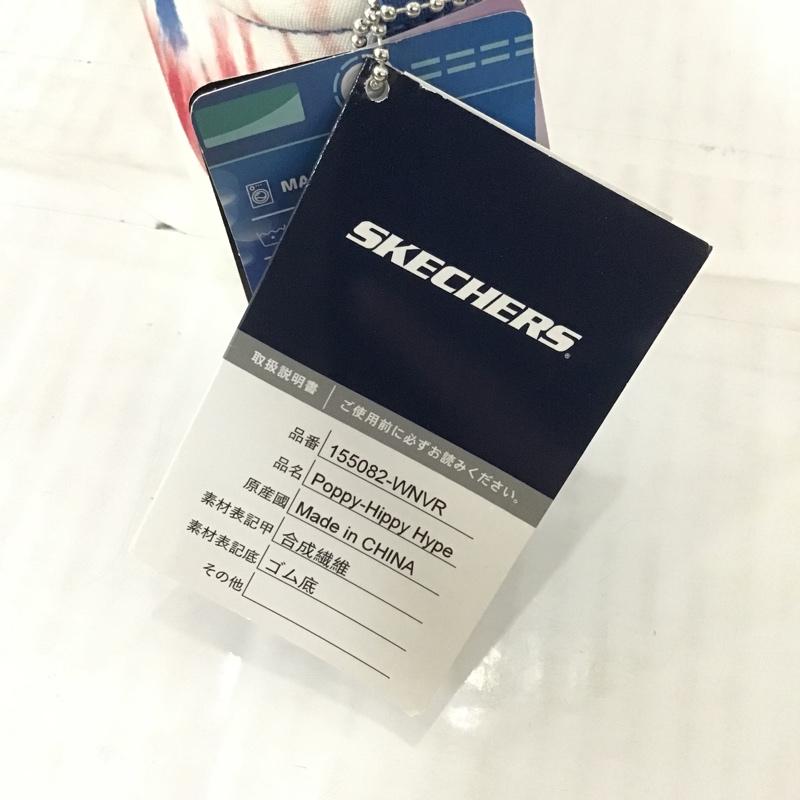 MA
SKECHERS®
取扱説明書 ご使用前に必ずお読みください。
品番 155082-WNVR
品名 Poppy-Hippy Hype
原産國 Made in CHINA
素材表記甲 合成繊維
素材表記底 ゴム底
その他